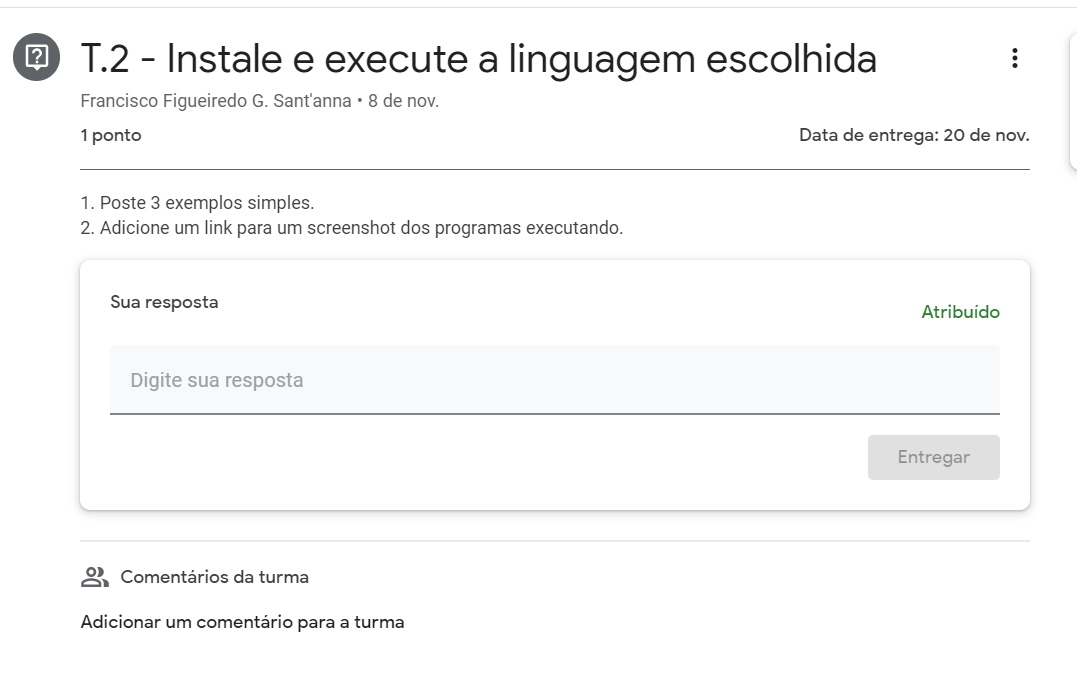 T.2 - Instale e execute a linguagem escolhida
Francisco Figueiredo G. Sant'anna • 8 de nov.
1 ponto
Data de entrega: 20 de nov.
1. Poste 3 exemplos simples.
2. Adicione um link para um screenshot dos programas executando.
Sua resposta
Atribuído
Digite sua resposta
Entregar
Comentários da turma
Adicionar um comentário para a turma